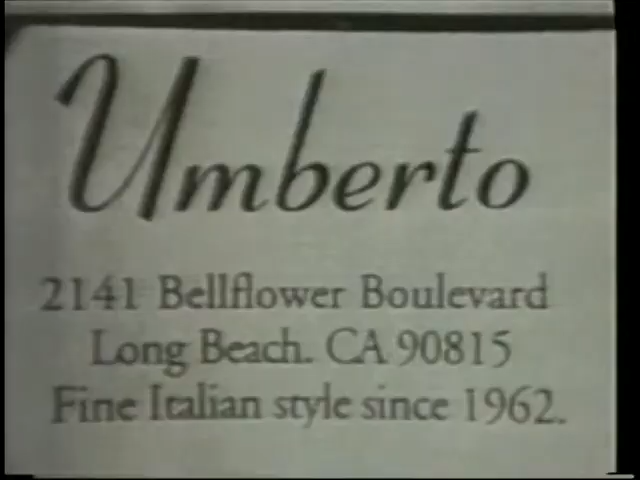 Umberto
2141 Bellflower Boulevard
Long Beach. CA 90815
Fine Italian style since 1962.